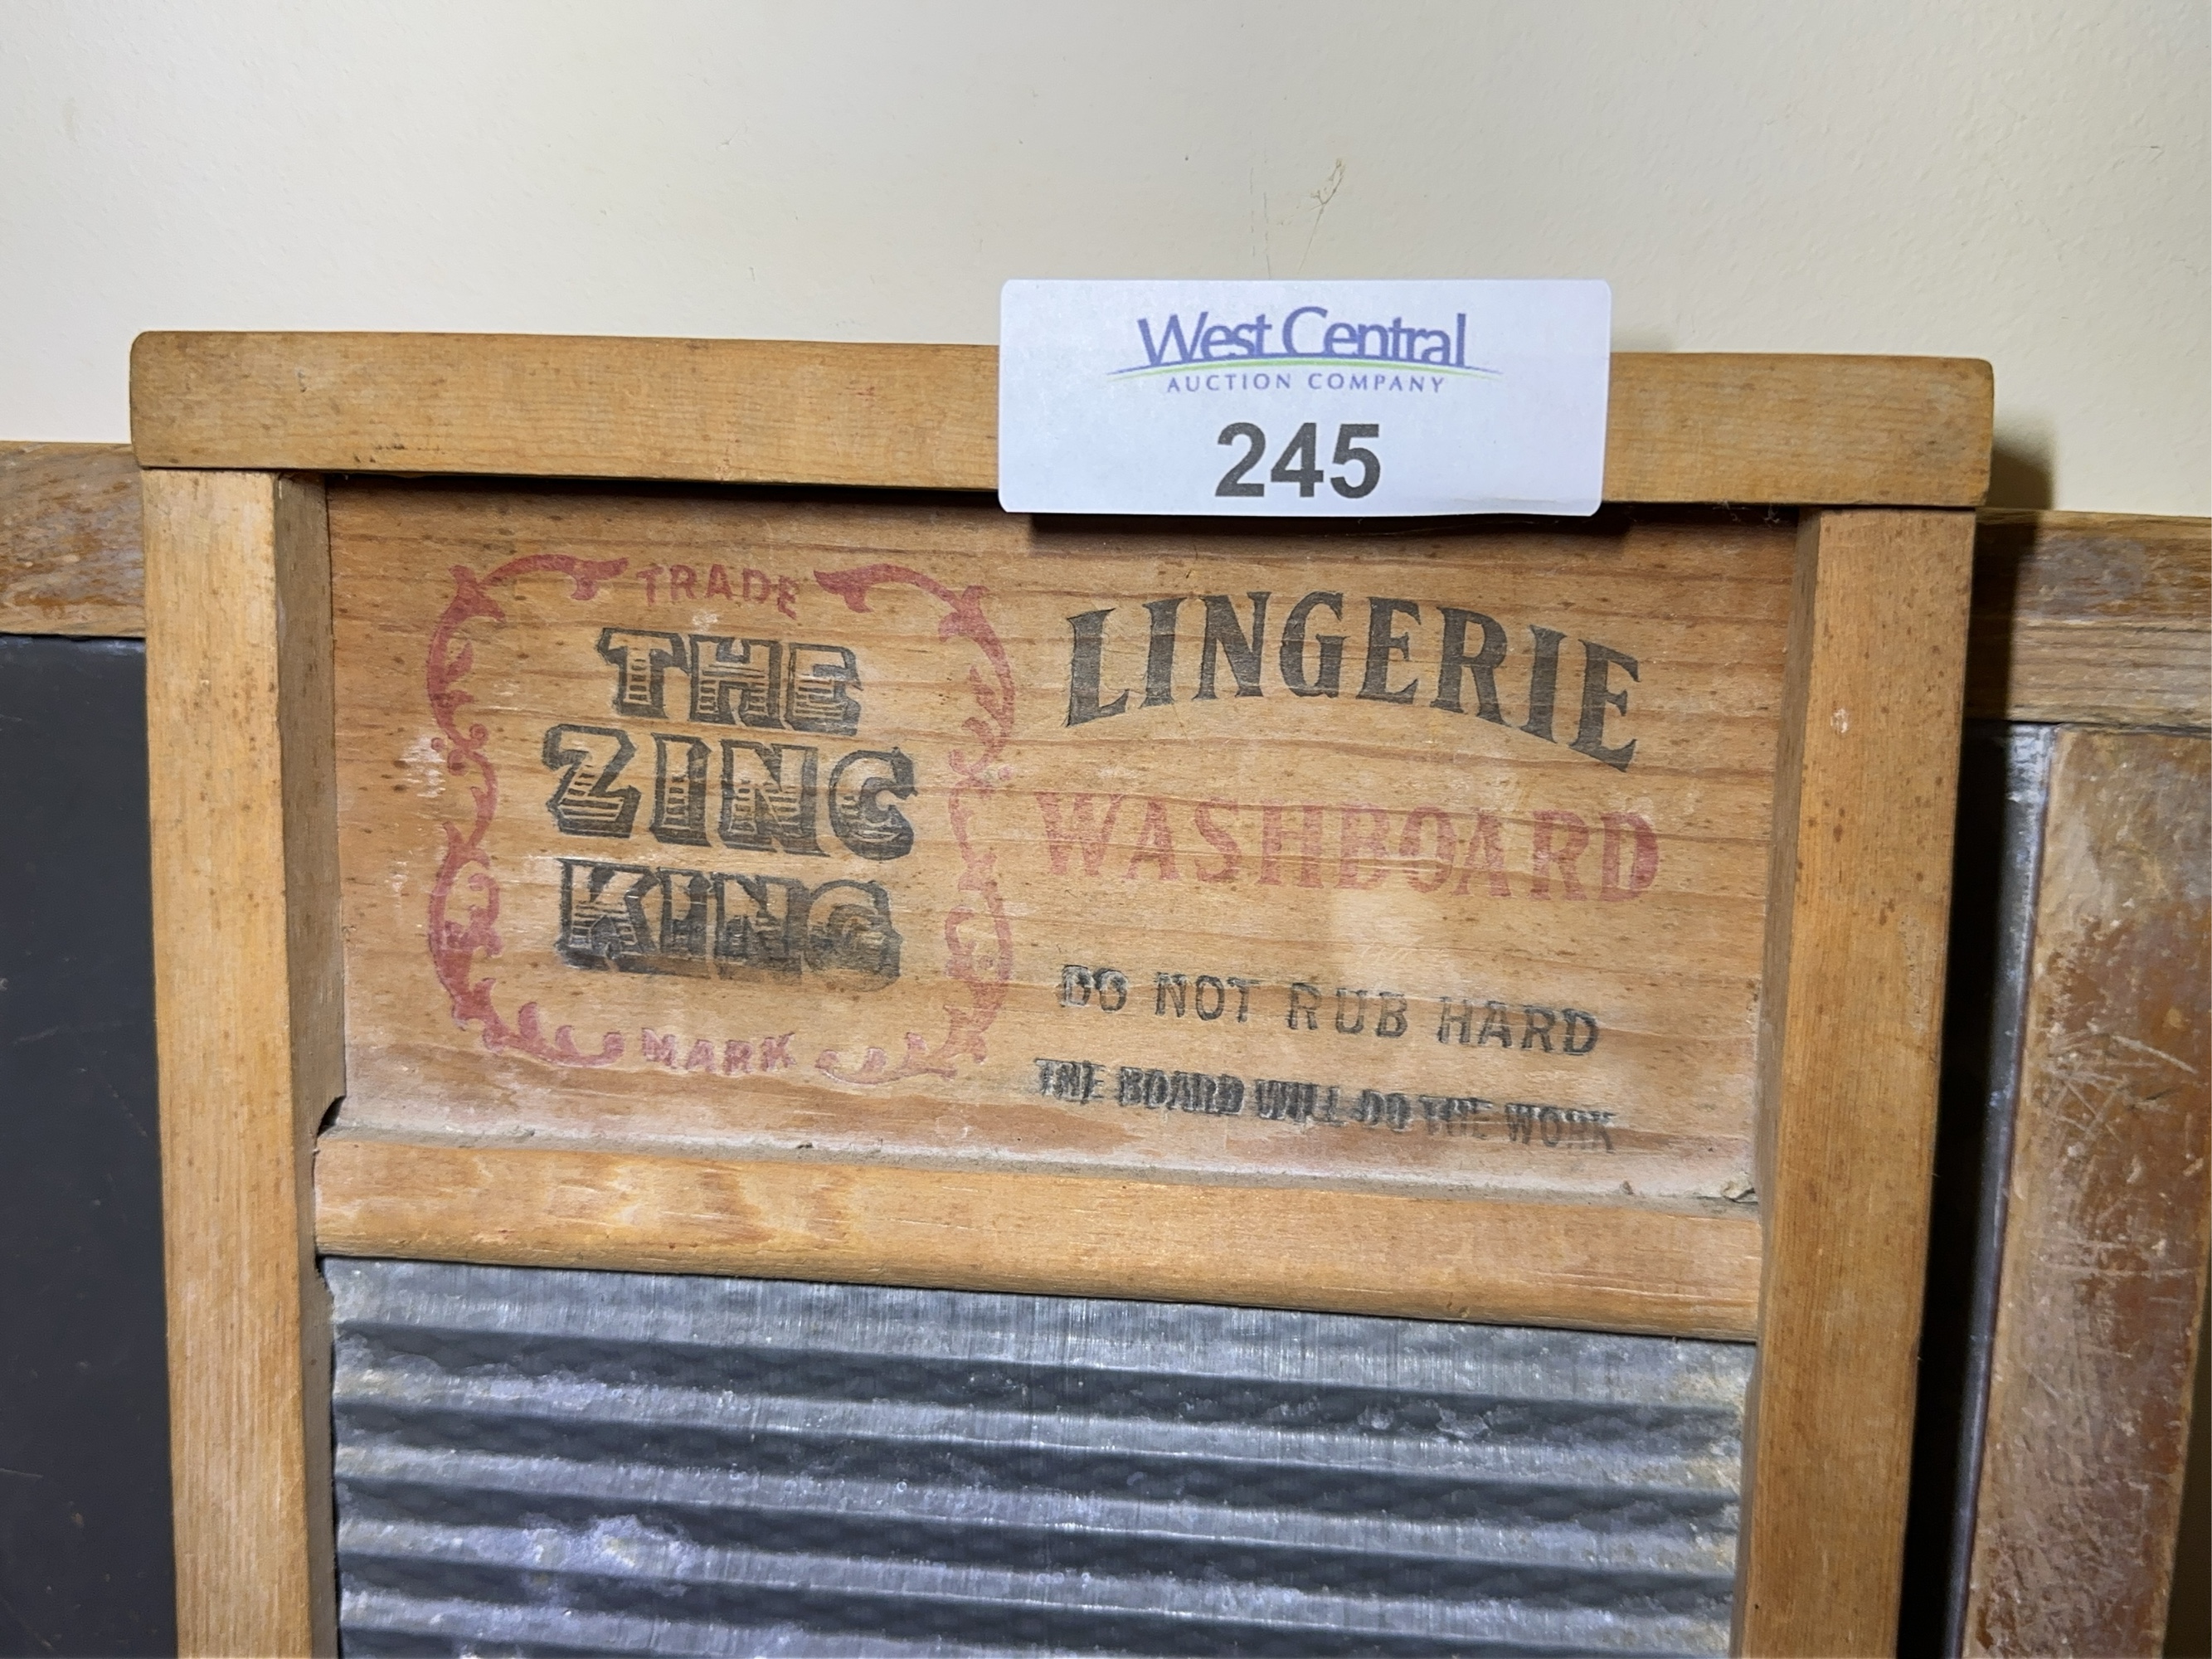 West Central
AUCTION COMPANY
245
TRADE
THE
ZINC
KING
MARK
LINGERIE
WASHBOARD
DO NOT RUB HARD
THE BOARD WILL DO THE WORK